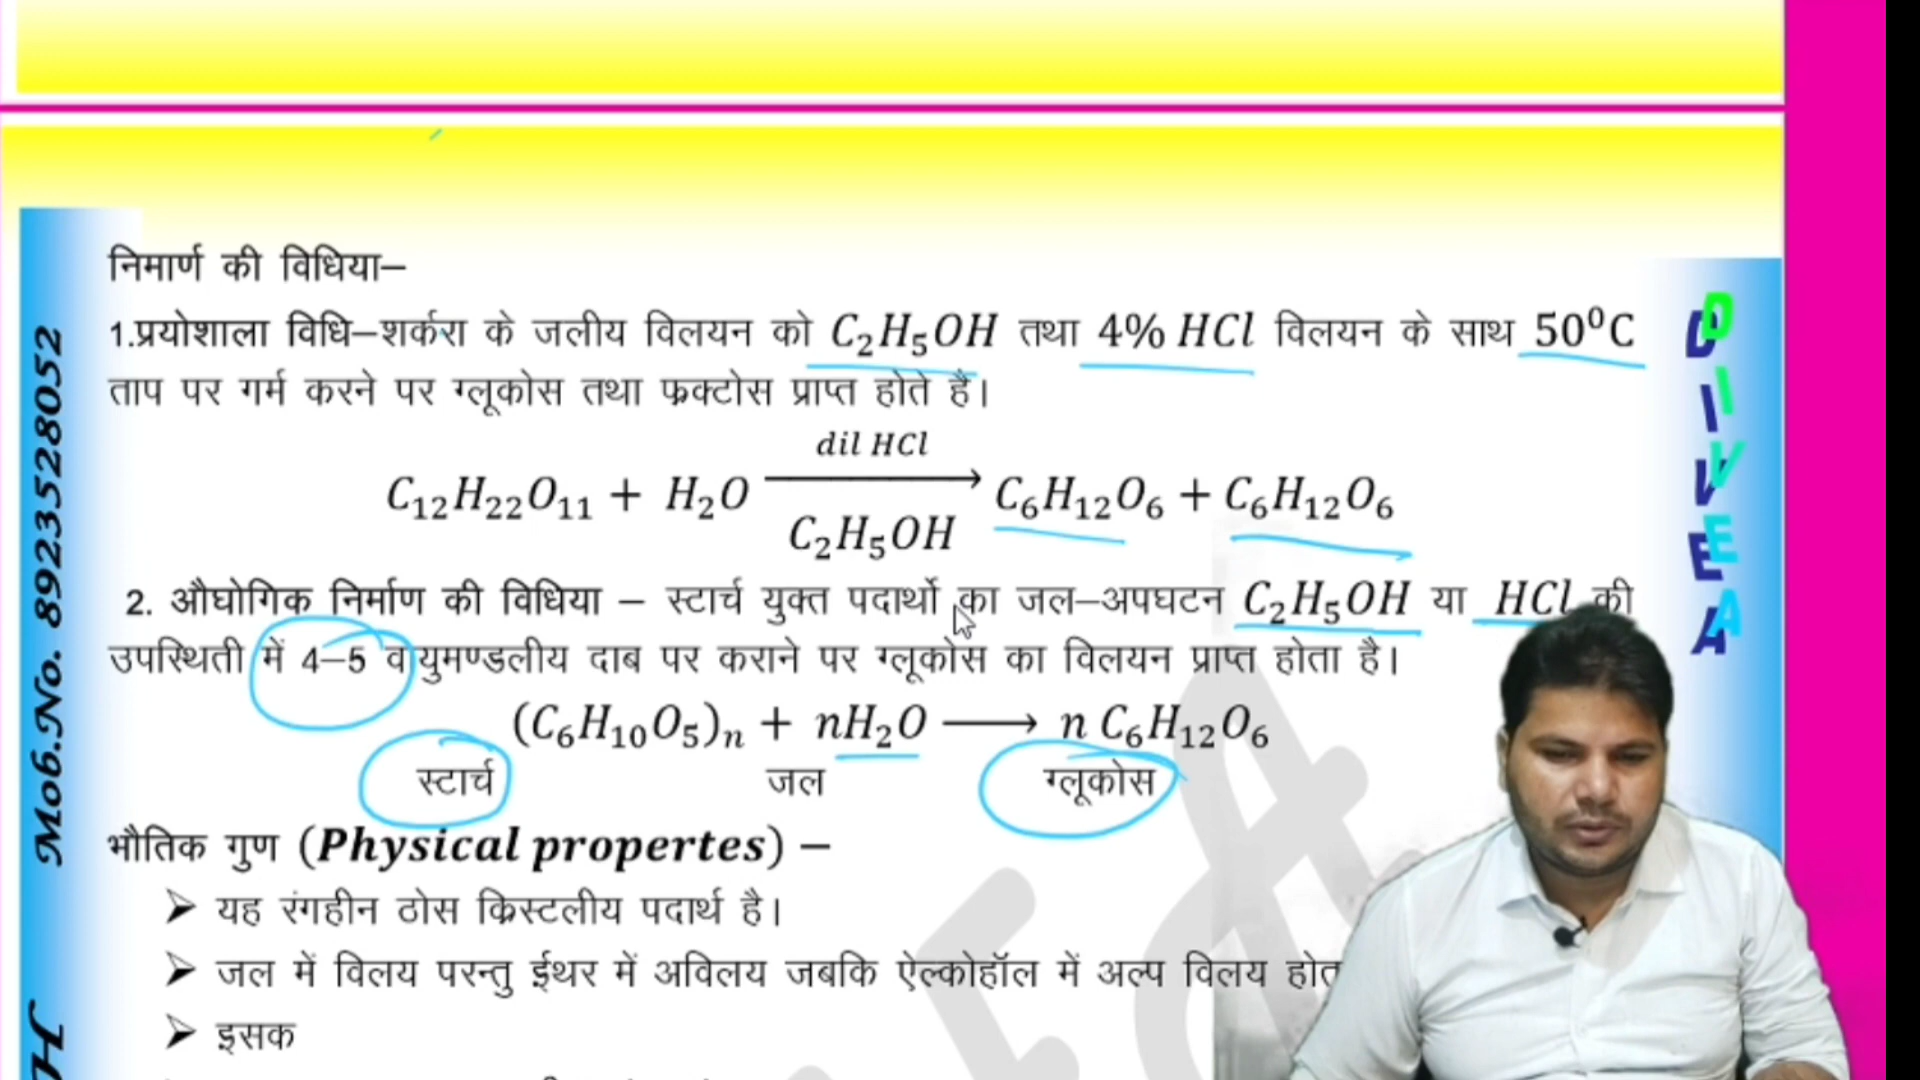 निमार्ण की विधिया–
1.प्रयोशाला विधि–शर्करा के जलीय विलयन को C₂H₅OH तथा 4% HCl विलयन के साथ 50⁰C
ताप पर गर्म करने पर ग्लूकोस तथा फ्रक्टोस प्राप्त होते है।
dil HCl
C₁₂H₂₂O₁₁ + H₂O ⟶ C₆H₁₂O₆ + C₆H₁₂O₆
C₂H₅OH
2. औघोगिक निर्माण की विधिया – स्टार्च युक्त पदार्थो का जल–अपघटन C₂H₅OH या HCl की
उपस्थिती में 4–5 वायुमण्डलीय दाब पर कराने पर ग्लूकोस का विलयन प्राप्त होता है।
(C₆H₁₀O₅)ₙ + nH₂O ⟶ n C₆H₁₂O₆
स्टार्च जल ग्लूकोस
भौतिक गुण (Physical propertes) –
➢ यह रंगहीन ठोस क्रिस्टलीय पदार्थ है।
➢ जल में विलय परन्तु ईथर में अविलय जबकि ऐल्कोहॉल में अल्प विलय
➢ इसक
Mob.No. 8923528052
DIVEA